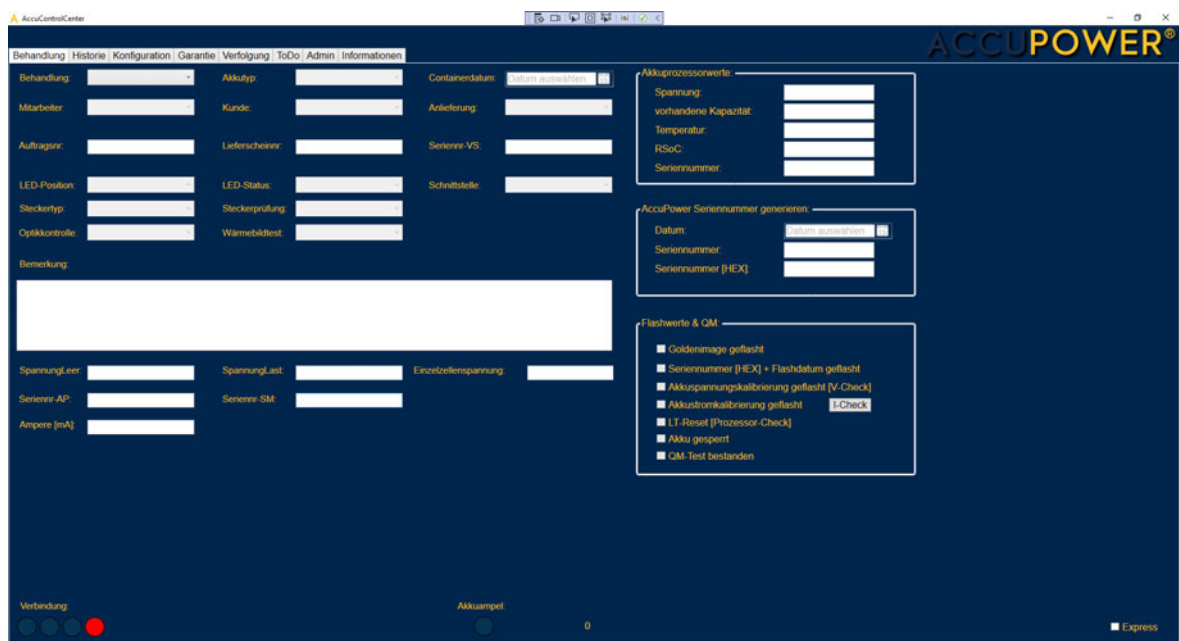 AccuControlCenter
ACCUPOWER®
Behandlung Historie Konfiguration Garantie Verfolgung ToDo Admin Informationen
Behandlung: Akkutyp: Containerdatum: Datum auswählen
Mitarbeiter: Kunde: Anlieferung:
Auftragsnr: Lieferscheinnr: Seriennr-VS:
LED-Position: LED-Status: Schnittstelle:
Steckertyp: Steckerprüfung:
Optikkontrolle: Wärmebildtest:
Bemerkung:
SpannungLeer: SpannungLast: Einzelzellenspannung:
Seriennr-AP: Seriennr-SM:
Ampere [mA]:
Akkuprozessorwerte:
Spannung:
vorhandene Kapazität:
Temperatur:
RSoC:
Seriennummer:
AccuPower Seriennummer generieren:
Datum: Datum auswählen
Seriennummer:
Seriennummer [HEX]:
Flashwerte & QM:
Goldenimage geflasht
Seriennummer [HEX] + Flashdatum geflasht
Akkuspannungskalibrierung geflasht [V-Check]
Akkustromkalibrierung geflasht I-Check
LT-Reset [Prozessor-Check]
Akku gesperrt
QM-Test bestanden
Verbindung: Akkuampel:
0
Express